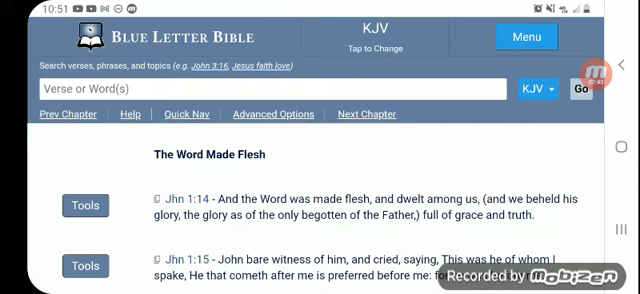 10:51
BLUE LETTER BIBLE
KJV
Tap to Change
Menu
Search verses, phrases, and topics (e.g. John 3:16, Jesus faith love)
Verse or Word(s)
KJV
Go
02:43
Prev Chapter
Help
Quick Nav
Advanced Options
Next Chapter
The Word Made Flesh
Tools
Jhn 1:14 - And the Word was made flesh, and dwelt among us, (and we beheld his
glory, the glory as of the only begotten of the Father,) full of grace and truth.
Tools
Jhn 1:15 - John bare witness of him, and cried, saying, This was he of whom I
spake, He that cometh after me is preferred before me:
Recorded by
mobizen